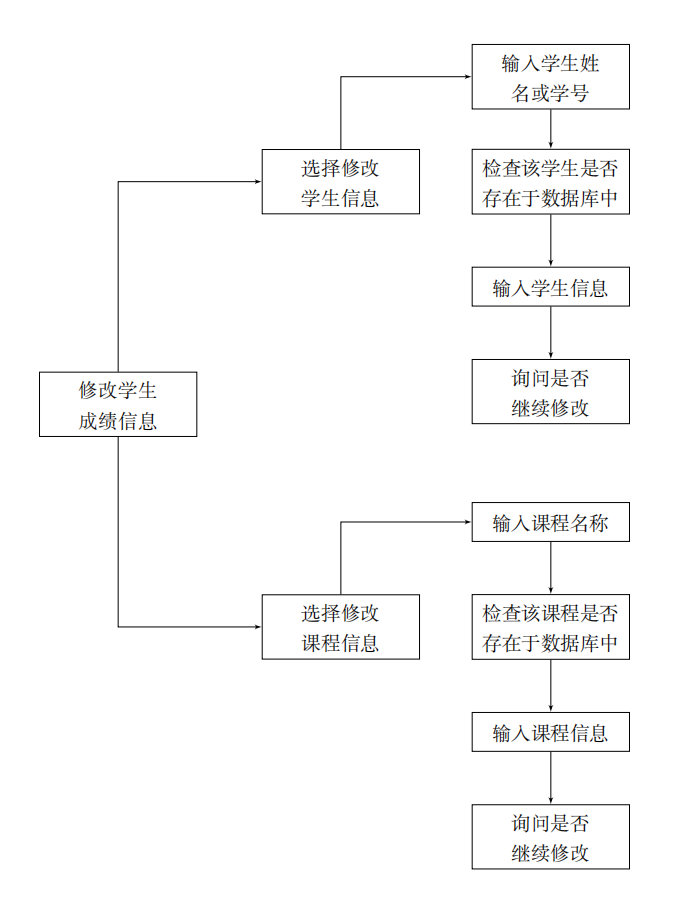 输入学生姓
名或学号
选择修改
学生信息
检查该学生是否
存在于数据库中
输入学生信息
询问是否
继续修改
修改学生
成绩信息
输入课程名称
选择修改
课程信息
检查该课程是否
存在于数据库中
输入课程信息
询问是否
继续修改